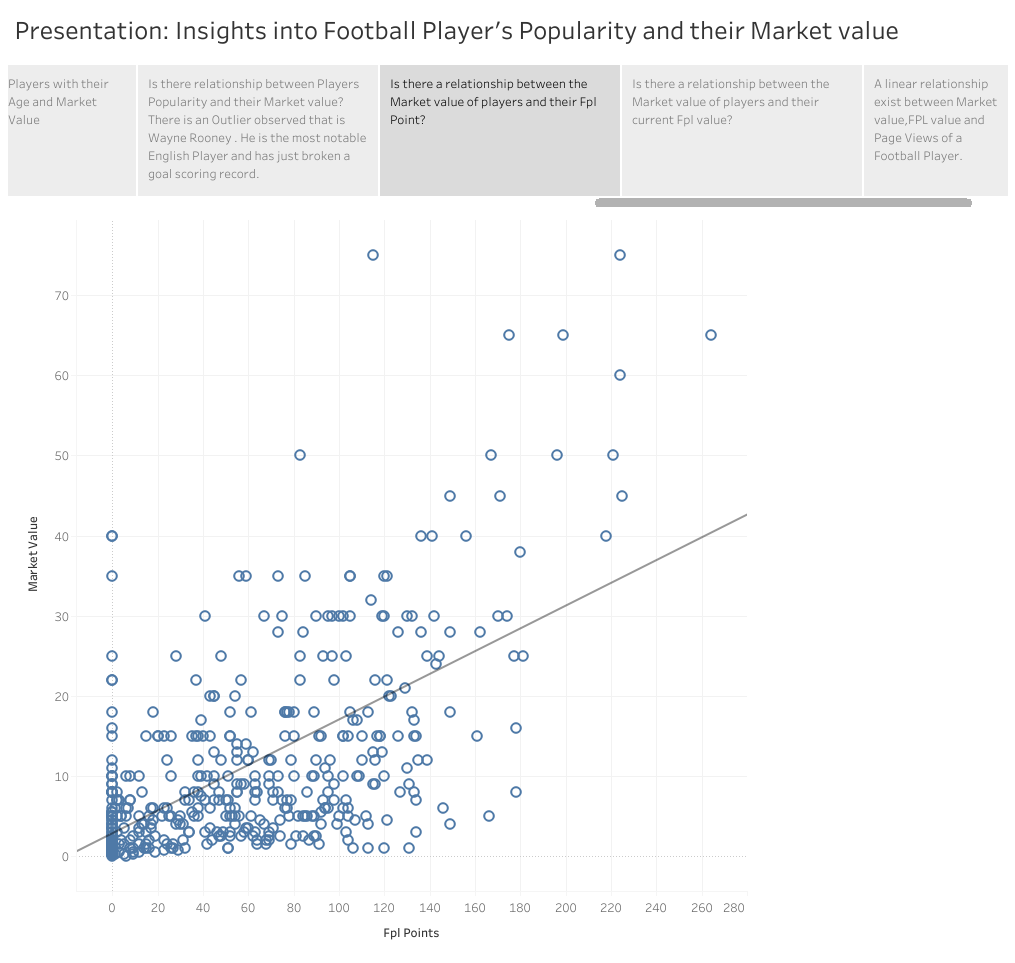 Presentation: Insights into Football Player's Popularity and their Market value
Players with their
Age and Market
Value
Is there relationship between Players
Popularity and their Market value?
There is an Outlier observed that is
Wayne Rooney . He is the most notable
English Player and has just broken a
goal scoring record.
Is there a relationship between the
Market value of players and their Fpl
Point?
Is there a relationship between the
Market value of players and their
current Fpl value?
A linear relationship
exist between Market
value,FPL value and
Page Views of a
Football Player.
70
60
50
40
30
20
10
0
Market Value
0 20 40 60 80 100 120 140 160 180 200 220 240 260 280
Fpl Points